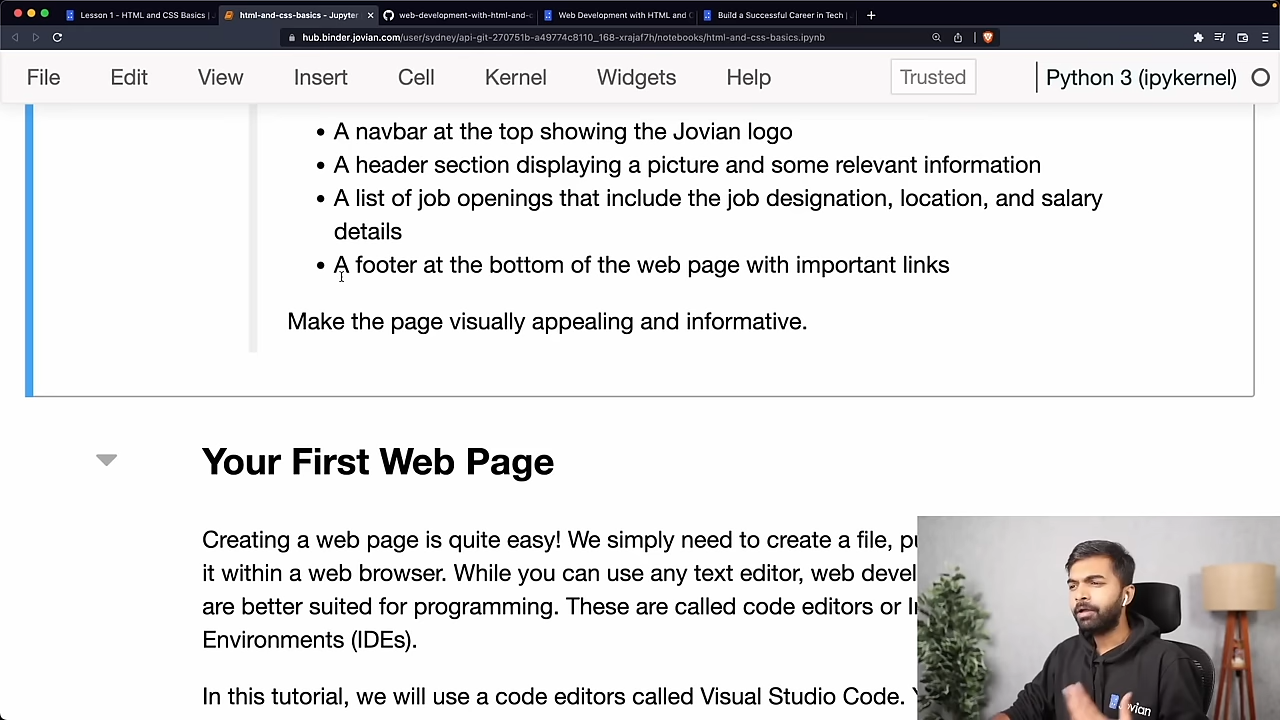 Lesson 1 - HTML and CSS Basics |
html-and-css-basics - Jupyter
web-development-with-html-and-
Web Development with HTML and
Build a Successful Career in Tech |
hub.binder.jovian.com/user/sydney/api-git-270751b-a49774c8110_168-xrajaf7h/notebooks/html-and-css-basics.ipynb
File Edit View Insert Cell Kernel Widgets Help Trusted Python 3 (ipykernel)
• A navbar at the top showing the Jovian logo
• A header section displaying a picture and some relevant information
• A list of job openings that include the job designation, location, and salary
details
• A footer at the bottom of the web page with important links
Make the page visually appealing and informative.
Your First Web Page
Creating a web page is quite easy! We simply need to create a file,
it within a web browser. While you can use any text editor, web
are better suited for programming. These are called code editors or
Environments (IDEs).
In this tutorial, we will use a code editors called Visual Studio Code.
Jovian